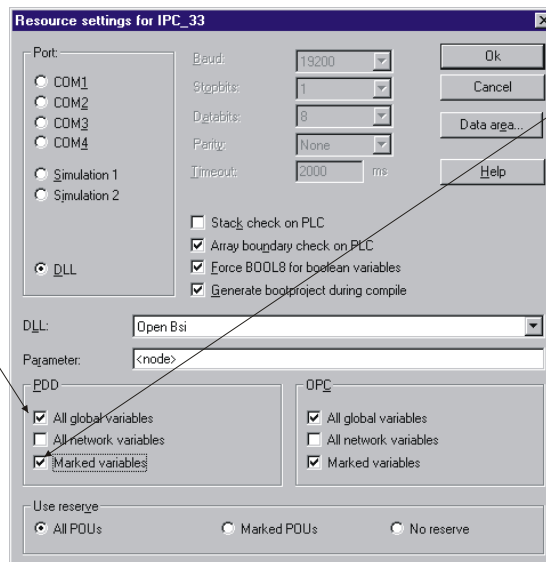 Resource settings for IPC_33
Port:
COM1
COM2
COM3
COM4
Simulation 1
Simulation 2
DLL
Baud: 19200
Stopbits: 1
Databits: 8
Parity: None
Timeout: 2000 ms
Stack check on PLC
Array boundary check on PLC
Force BOOL8 for boolean variables
Generate bootproject during compile
Ok
Cancel
Data area...
Help
DLL: Open Bsi
Parameter: <node>
PDD
All global variables
All network variables
Marked variables
OPC
All global variables
All network variables
Marked variables
Use reserve
All POUs Marked POUs No reserve